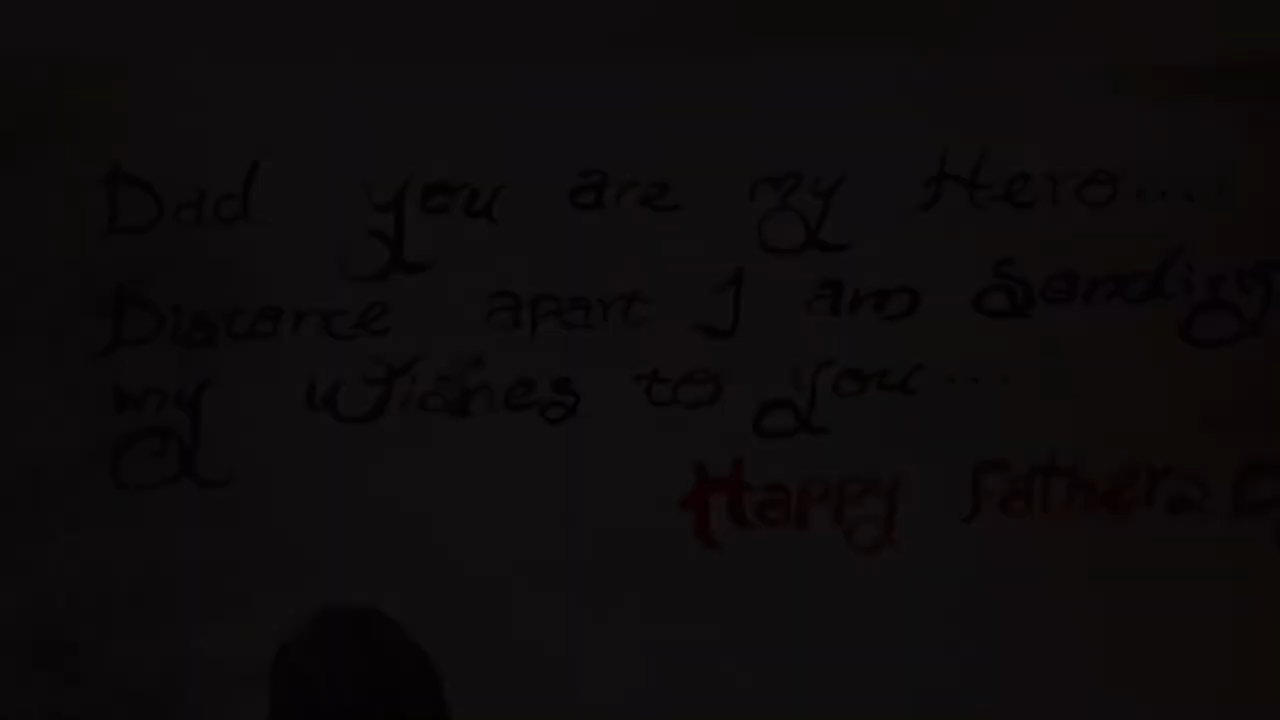 Dad you are my Hero...
Distance apart I am Sending
my wishes to you...
Happy Fathers